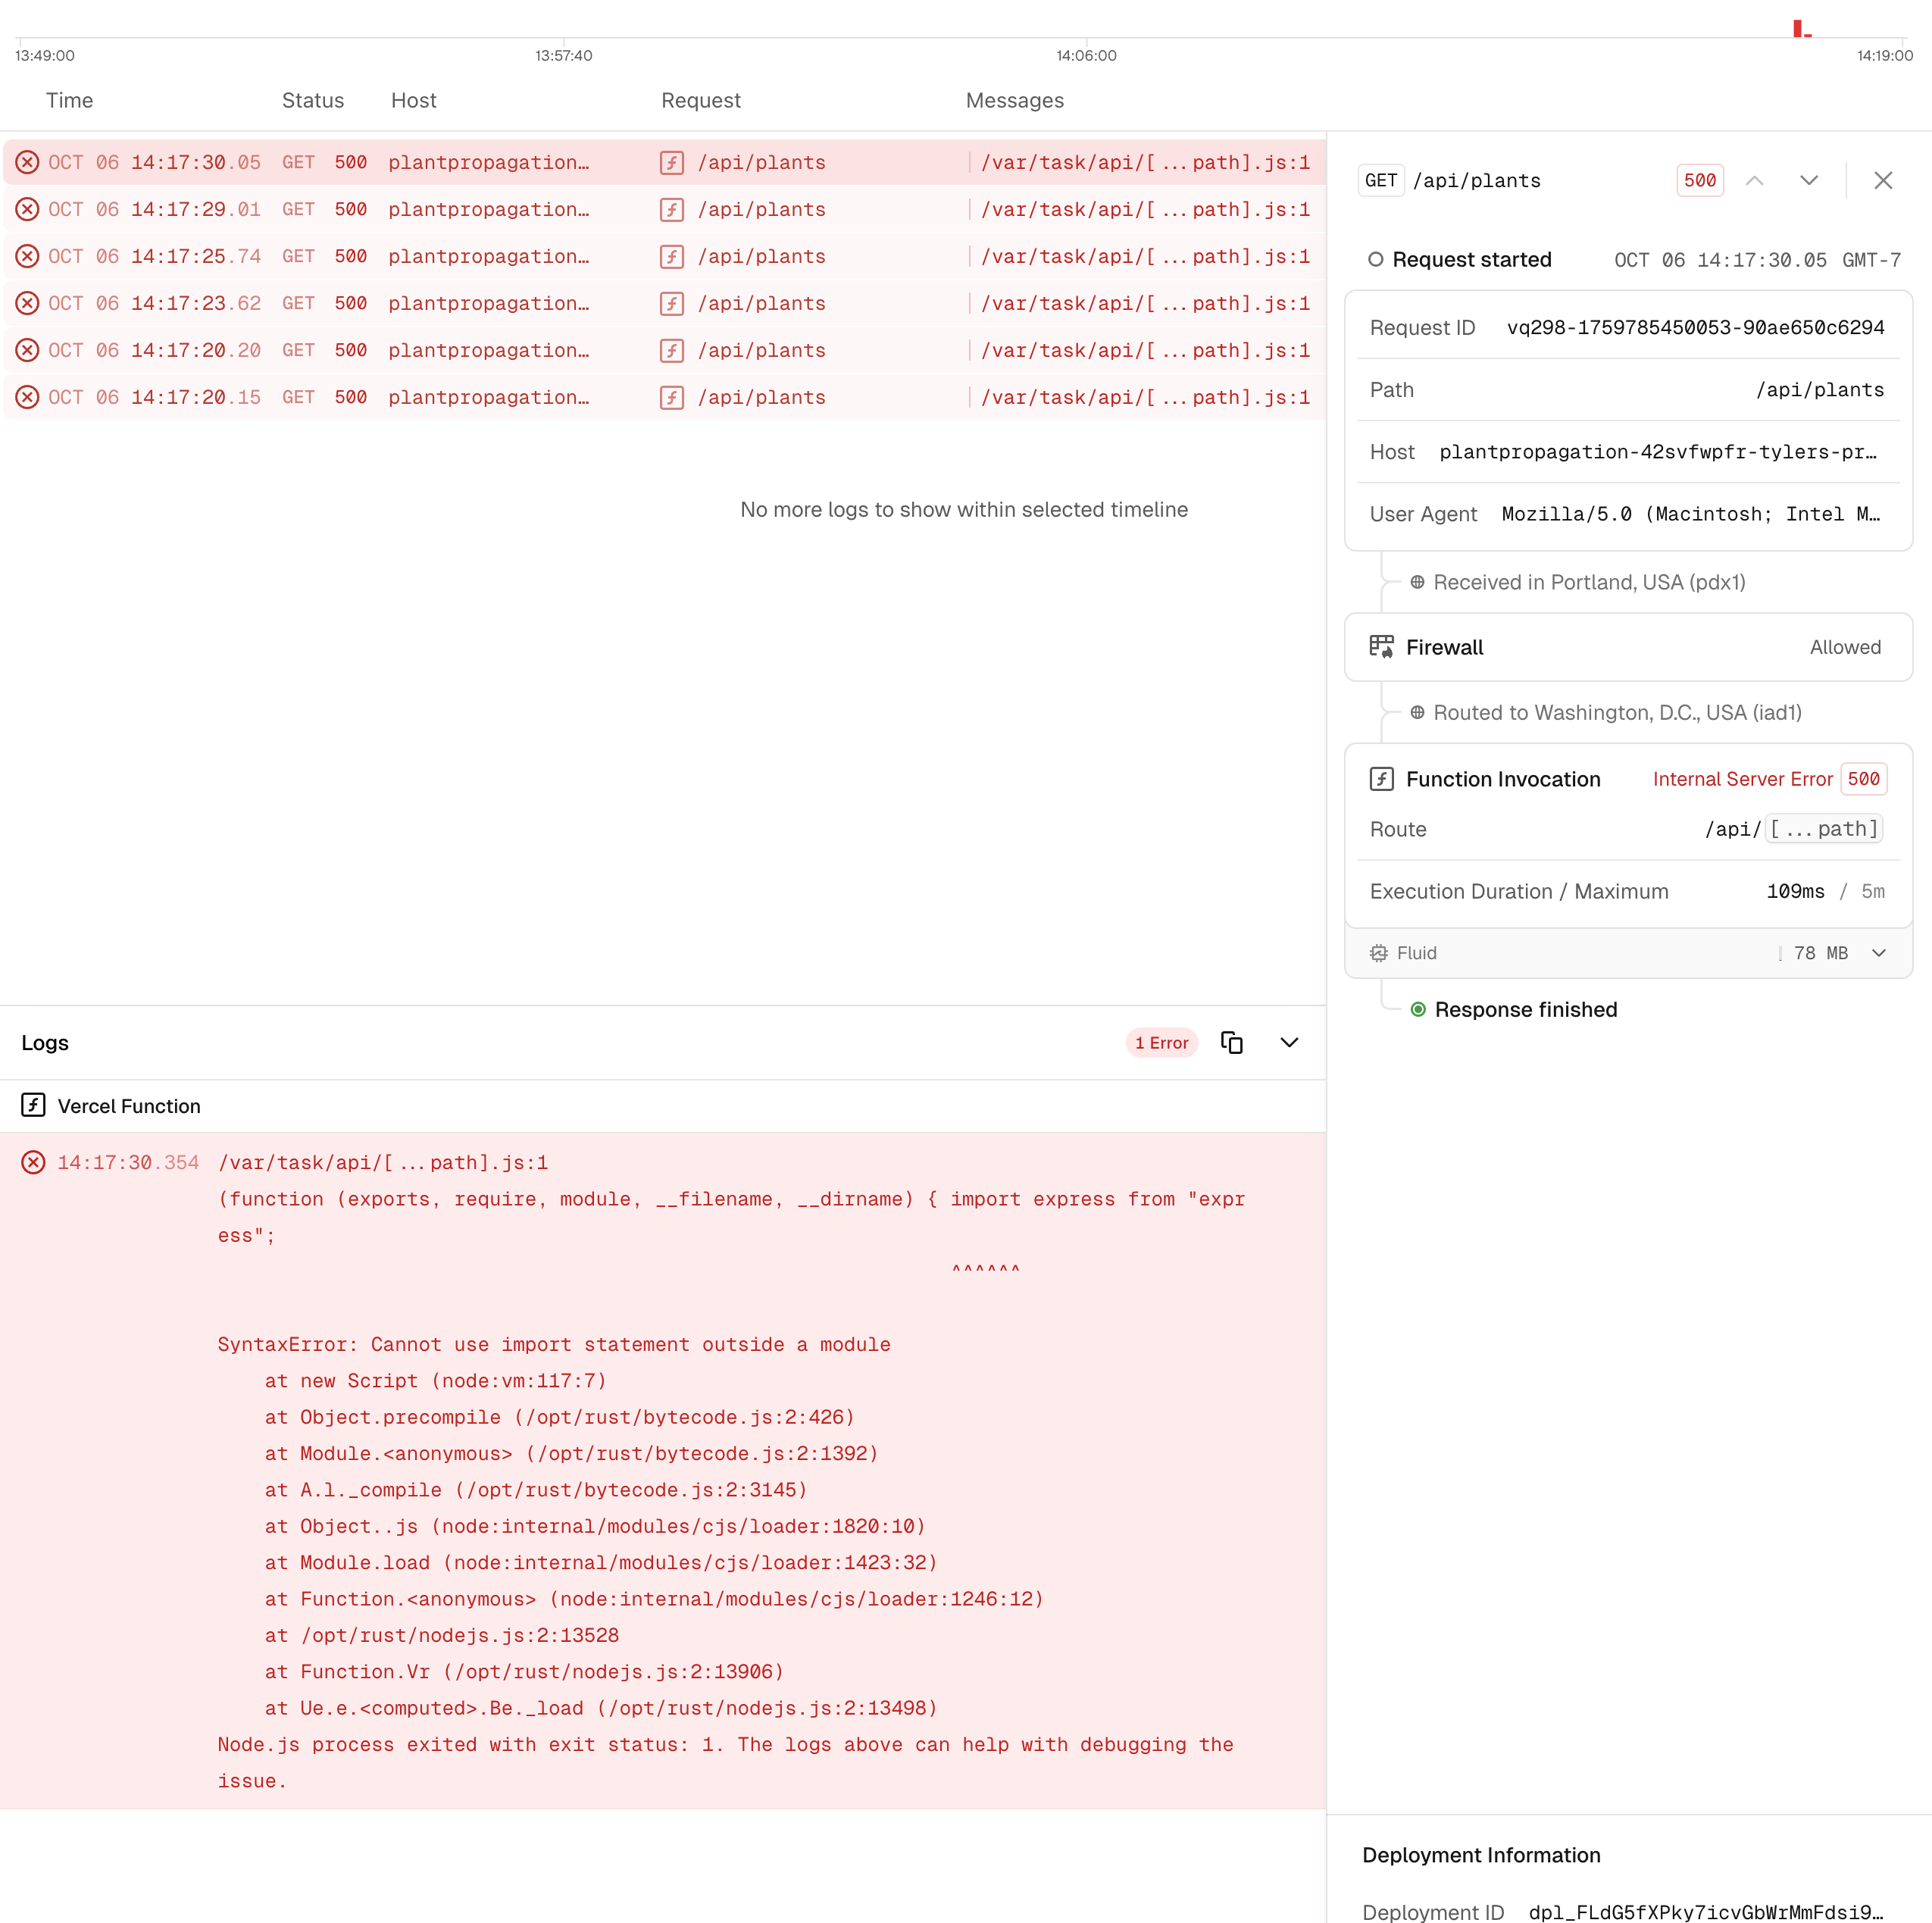 13:49:00 13:57:40 14:06:00 14:19:00
Time Status Host Request Messages
OCT 06 14:17:30.05 GET 500 plantpropagation… /api/plants /var/task/api/[...path].js:1
OCT 06 14:17:29.01 GET 500 plantpropagation… /api/plants /var/task/api/[...path].js:1
OCT 06 14:17:25.74 GET 500 plantpropagation… /api/plants /var/task/api/[...path].js:1
OCT 06 14:17:23.62 GET 500 plantpropagation… /api/plants /var/task/api/[...path].js:1
OCT 06 14:17:20.20 GET 500 plantpropagation… /api/plants /var/task/api/[...path].js:1
OCT 06 14:17:20.15 GET 500 plantpropagation… /api/plants /var/task/api/[...path].js:1
No more logs to show within selected timeline
Logs 1 Error
Vercel Function
14:17:30.354 /var/task/api/[...path].js:1
(function (exports, require, module, __filename, __dirname) { import express from "expr
ess";
^^^^^^
SyntaxError: Cannot use import statement outside a module
at new Script (node:vm:117:7)
at Object.precompile (/opt/rust/bytecode.js:2:426)
at Module.<anonymous> (/opt/rust/bytecode.js:2:1392)
at A.l._compile (/opt/rust/bytecode.js:2:3145)
at Object..js (node:internal/modules/cjs/loader:1820:10)
at Module.load (node:internal/modules/cjs/loader:1423:32)
at Function.<anonymous> (node:internal/modules/cjs/loader:1246:12)
at /opt/rust/nodejs.js:2:13528
at Function.Vr (/opt/rust/nodejs.js:2:13906)
at Ue.e.<computed>.Be._load (/opt/rust/nodejs.js:2:13498)
Node.js process exited with exit status: 1. The logs above can help with debugging the
issue.
GET /api/plants 500
Request started OCT 06 14:17:30.05 GMT-7
Request ID vq298-1759785450053-90ae650c6294
Path /api/plants
Host plantpropagation-42svfwpfr-tylers-pr…
User Agent Mozilla/5.0 (Macintosh; Intel M…
Received in Portland, USA (pdx1)
Firewall Allowed
Routed to Washington, D.C., USA (iad1)
Function Invocation Internal Server Error 500
Route /api/[...path]
Execution Duration / Maximum 109ms / 5m
Fluid 78 MB
Response finished
Deployment Information
Deployment ID dpl_FLdG5fXPky7icvGbWrMmFdsi9…